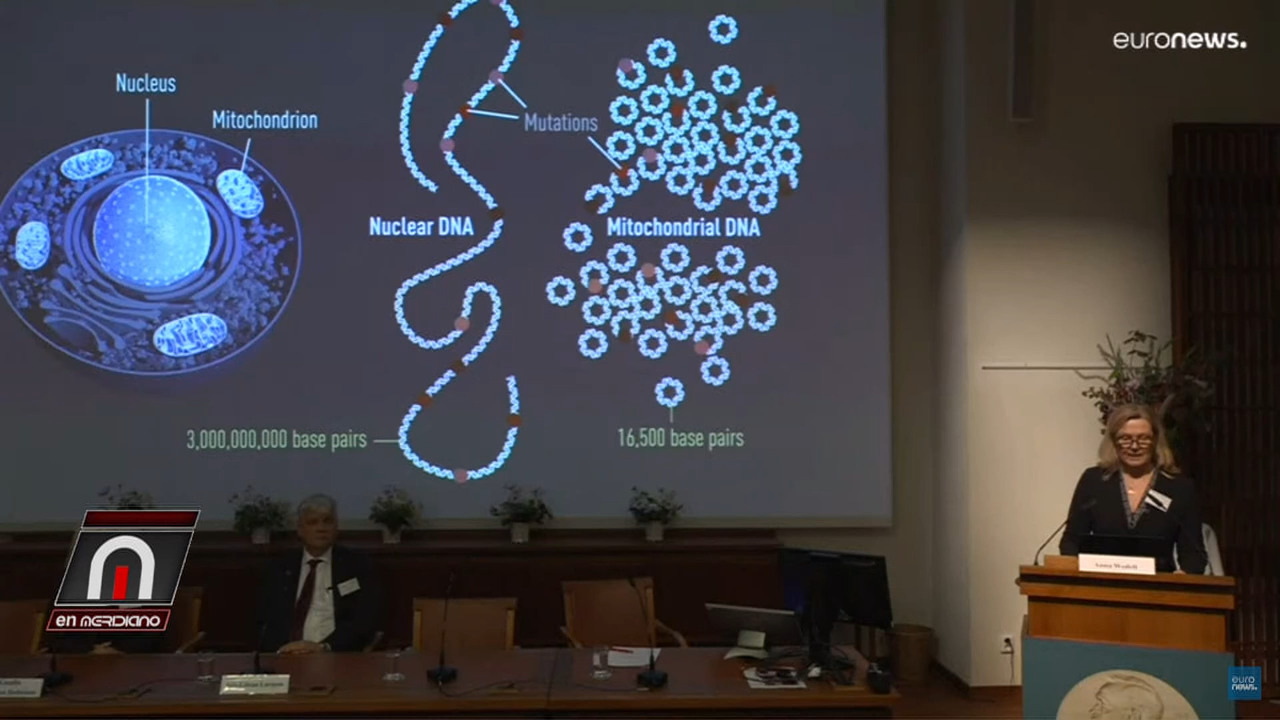 euronews.
Nucleus
Mitochondrion
Mutations
Nuclear DNA
Mitochondrial DNA
3,000,000,000 base pairs
16,500 base pairs
en MERIDIANO
euro
news.